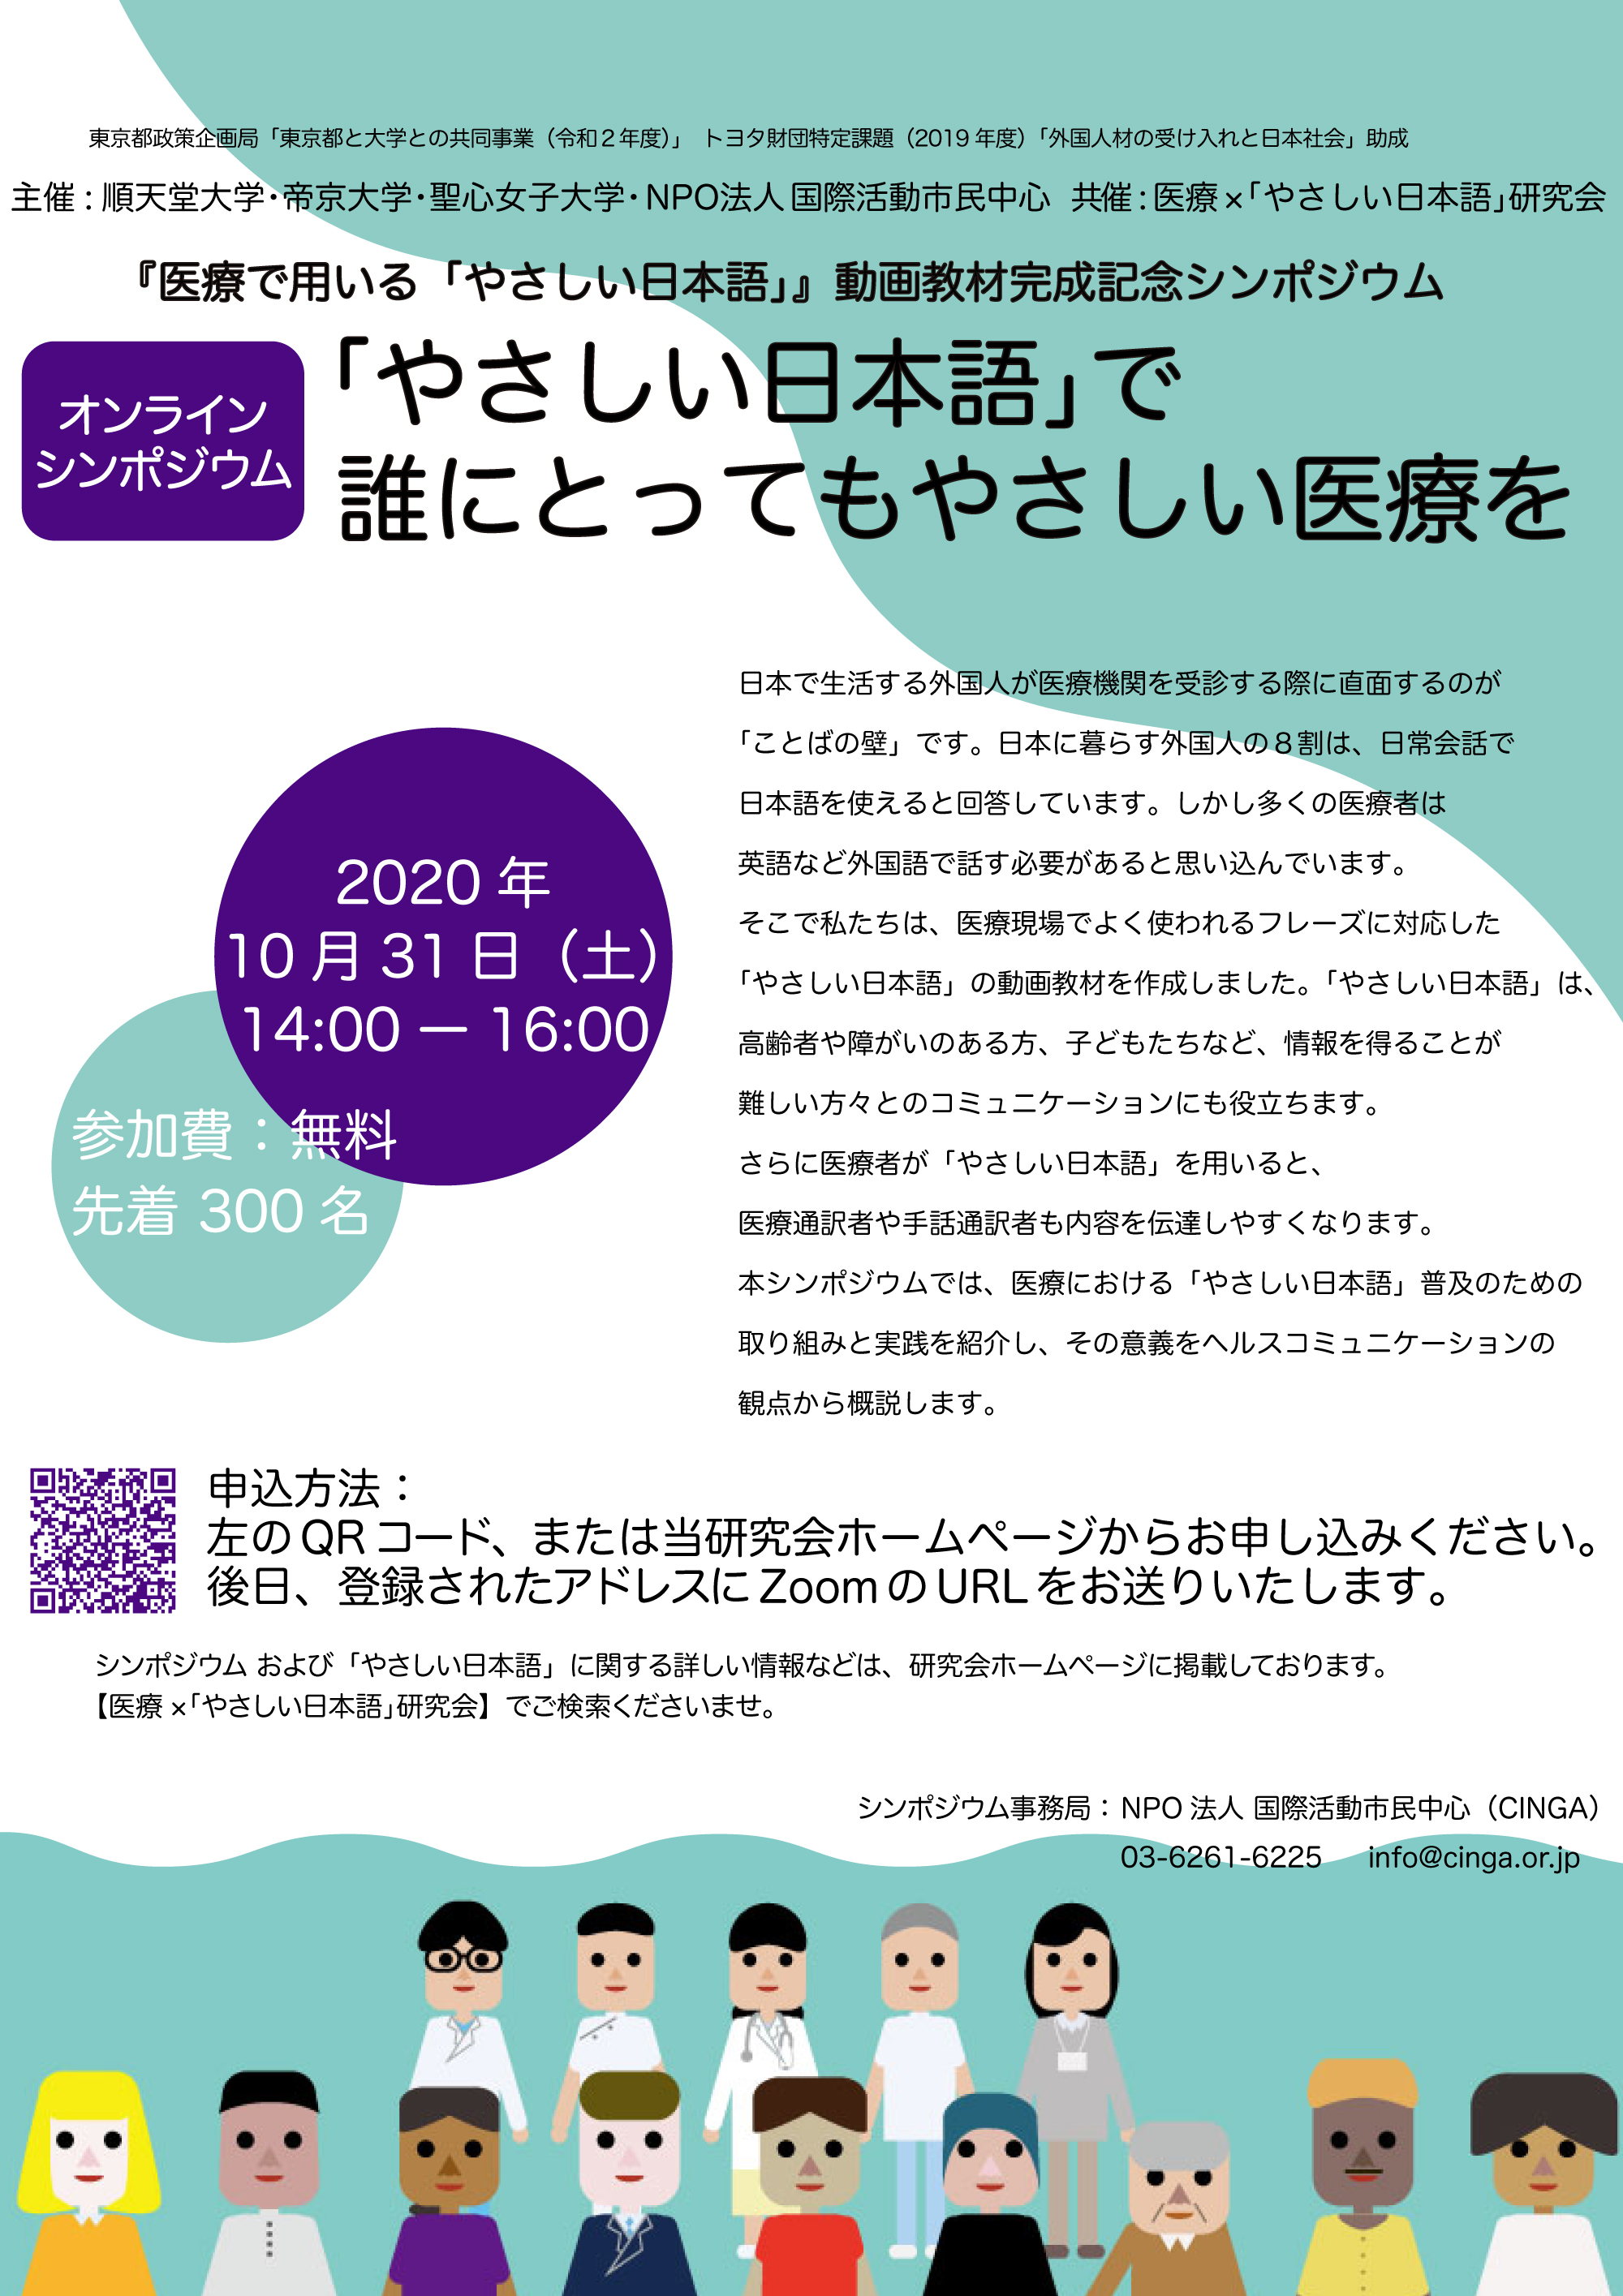 東京都政策企画局「東京都と大学との共同事業（令和２年度）」　トヨタ財団特定課題（2019 年度）「外国人材の受け入れと日本社会」助成
主催：順天堂大学・帝京大学・聖心女子大学・NPO法人 国際活動市民中心　共催：医療×「やさしい日本語」研究会
『医療で用いる「やさしい日本語」』動画教材完成記念シンポジウム
オンライン
シンポジウム
「やさしい日本語」で
誰にとってもやさしい医療を
2020 年
10 月 31 日（土）
14:00 ー 16:00
参加費：無料
先着 300 名
日本で生活する外国人が医療機関を受診する際に直面するのが
「ことばの壁」です。日本に暮らす外国人の８割は、日常会話で
日本語を使えると回答しています。しかし多くの医療者は
英語など外国語で話す必要があると思い込んでいます。
そこで私たちは、医療現場でよく使われるフレーズに対応した
「やさしい日本語」の動画教材を作成しました。「やさしい日本語」は、
高齢者や障がいのある方、子どもたちなど、情報を得ることが
難しい方々とのコミュニケーションにも役立ちます。
さらに医療者が「やさしい日本語」を用いると、
医療通訳者や手話通訳者も内容を伝達しやすくなります。
本シンポジウムでは、医療における「やさしい日本語」普及のための
取り組みと実践を紹介し、その意義をヘルスコミュニケーションの
観点から概説します。
申込方法：
左の QR コード、または当研究会ホームページからお申し込みください。
後日、登録されたアドレスに Zoom の URL をお送りいたします。
シンポジウム および「やさしい日本語」に関する詳しい情報などは、研究会ホームページに掲載しております。
【医療×「やさしい日本語」研究会】でご検索くださいませ。
シンポジウム事務局：NPO 法人 国際活動市民中心（CINGA）
03-6261-6225　info@cinga.or.jp